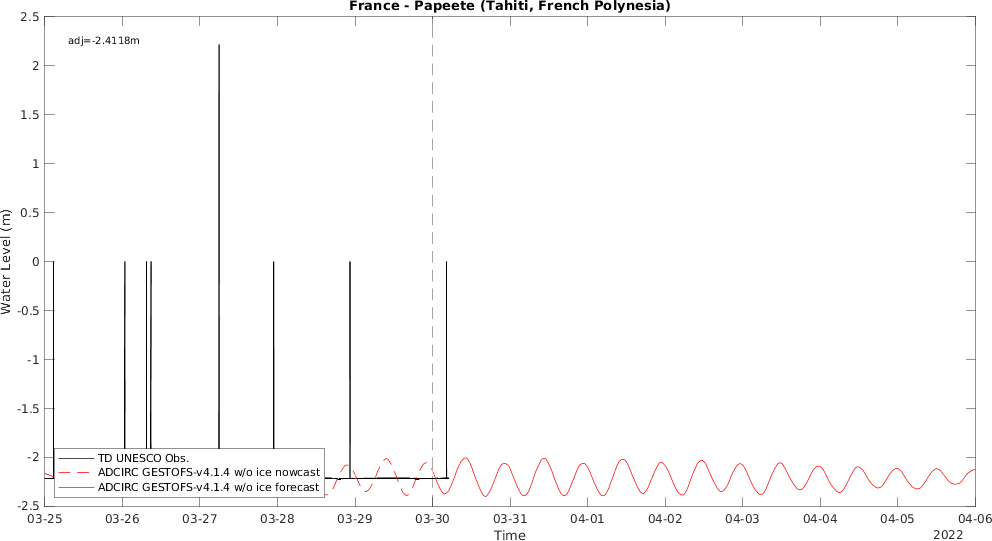 France - Papeete (Tahiti, French Polynesia)
adj=-2.4118m
2.5
2
1.5
1
0.5
0
-0.5
-1
-1.5
-2
-2.5
Water Level (m)
TD UNESCO Obs.
ADCIRC GESTOFS-v4.1.4 w/o ice nowcast
ADCIRC GESTOFS-v4.1.4 w/o ice forecast
03-25 03-26 03-27 03-28 03-29 03-30 03-31 04-01 04-02 04-03 04-04 04-05 04-06
Time
2022